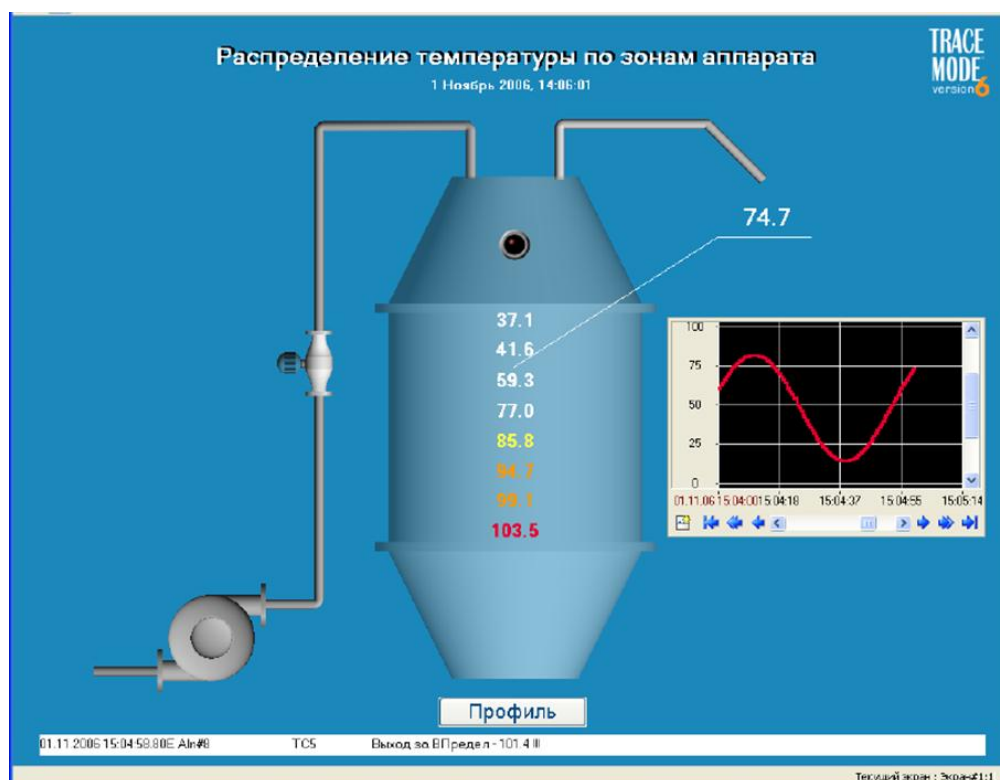 Распределение температуры по зонам аппарата
1 Ноябрь 2006, 14:06:01
TRACE
MODE
version 6
74.7
37.1
41.6
59.3
77.0
85.8
94.7
99.1
103.5
100
75
50
25
0
01.11.06 15:04:00 15:04:18 15:04:37 15:04:55 15:05:14
Профиль
01.11.2006 15:04:59.80E AIn#8 TC5 Выход за ВПредел - 101.4 !!!
Текущий экран : Экран#1:1